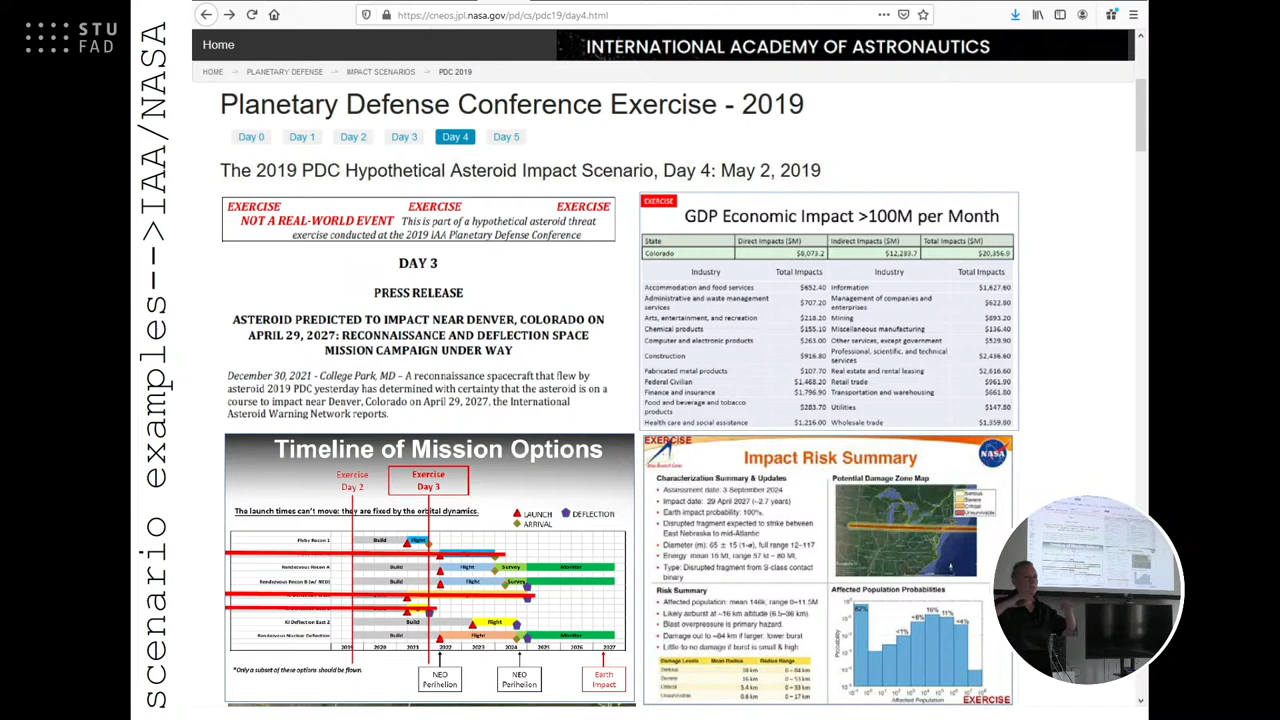 STU
FAD
scenario examples-->IAA/NASA
https://cneos.jpl.nasa.gov/pd/cs/pdc19/day4.html
Home
INTERNATIONAL ACADEMY OF ASTRONAUTICS
HOME -> PLANETARY DEFENSE -> IMPACT SCENARIOS -> PDC 2019
Planetary Defense Conference Exercise - 2019
Day 0 Day 1 Day 2 Day 3 Day 4 Day 5
The 2019 PDC Hypothetical Asteroid Impact Scenario, Day 4: May 2, 2019
EXERCISE EXERCISE EXERCISE
NOT A REAL-WORLD EVENT This is part of a hypothetical asteroid threat
exercise conducted at the 2019 IAA Planetary Defense Conference
DAY 3
PRESS RELEASE
ASTEROID PREDICTED TO IMPACT NEAR DENVER, COLORADO ON
APRIL 29, 2027: RECONNAISSANCE AND DEFLECTION SPACE
MISSION CAMPAIGN UNDER WAY
December 30, 2021 - College Park, MD – A reconnaissance spacecraft that flew by
asteroid 2019 PDC yesterday has determined with certainty that the asteroid is on a
course to impact near Denver, Colorado on April 29, 2027, the International
Asteroid Warning Network reports.
EXERCISE
GDP Economic Impact >100M per Month
State Direct Impacts ($M) Indirect Impacts ($M) Total Impacts ($M)
Colorado $8,073.2 $12,283.7 $20,356.9
Industry Total Impacts Industry Total Impacts
Accommodation and food services $652.40 Information $1,627.60
Administrative and waste management
services $707.20 Management of companies and
enterprises $622.80
Arts, entertainment, and recreation $218.20 Mining $893.20
Chemical products $155.10 Miscellaneous manufacturing $136.40
Computer and electronic products $263.00 Other services, except government $529.90
Construction $916.80 Professional, scientific, and technical
services $2,436.60
Fabricated metal products $107.70 Real estate and rental leasing $2,616.60
Federal Civilian $1,468.20 Retail trade $961.90
Finance and insurance $1,796.90 Transportation and warehousing $661.80
Food and beverage and tobacco
products $283.70 Utilities $147.80
Health care and social assistance $1,216.00 Wholesale trade $1,359.80
Timeline of Mission Options
Exercise
Day 2
Exercise
Day 3
The launch times can't move: they are fixed by the orbital dynamics.
LAUNCH DEFLECTION
ARRIVAL
Flyby Recon 1 Build Flight
Flight
Rendezvous Recon A Build Flight Survey Monitor
Rendezvous Recon B (w/ NED) Build Flight Survey Monitor
KI Deflection East 2 Build Flight
Rendezvous Nuclear Deflection Build Flight Monitor
2019 2020 2021 2022 2023 2024 2025 2026 2027
*Only a subset of these options should be flown.
NEO
Perihelion
NEO
Perihelion
Earth
Impact
EXERCISE
Impact Risk Summary
NASA
Characterization Summary & Updates
• Assessment date: 3 September 2024
• Impact date: 29 April 2027 (~2.7 years)
• Earth impact probability: 100%.
• Disrupted fragment expected to strike between
East Nebraska to mid-Atlantic
• Diameter (m): 65 ± 15 (1-σ), full range 12–117
• Energy: mean 15 Mt, range 57 kt – 80 Mt,
• Type: Disrupted fragment from S-class contact
binary
Potential Damage Zone Map
Serious
Severe
Critical
Unsurvivable
Risk Summary
• Affected population: mean 146k, range 0~11.5M
• Likely airburst at ~16 km altitude (6.5–36 km)
• Blast overpressure is primary hazard.
• Damage out to ~84 km if larger, lower burst
• Little-to no damage if burst is small & high
Damage Levels Mean Radius Radius Range
Serious 38 km 0 – 84 km
Severe 16 km 0 – 53 km
Critical 5.4 km 0 – 33 km
Unsurvivable 0.6 km 0 – 17 km
Affected Population Probabilities
62% <1% <8% 16% 11% <4%
Probability
Affected Population
EXERCISE